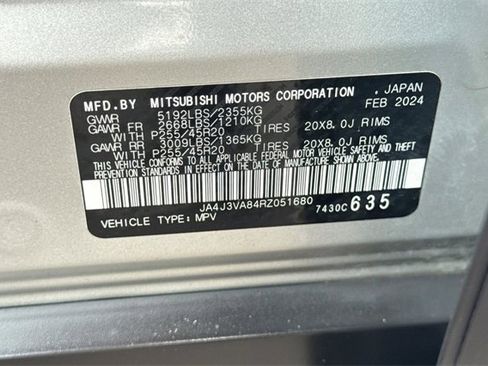 MFD.BY MITSUBISHI MOTORS CORPORATION , JAPAN
GVWR 5192LBS/2355KG FEB 2024
GAWR FR 2668LBS/1210KG
WITH P255/45R20 TIRES 20X8.0J RIMS
GAWR RR 3009LBS/1365KG
WITH P255/45R20 TIRES 20X8.0J RIMS
THIS VEHICLE CONFORMS TO ALL APPLICABLE FEDERAL MOTOR VEHICLE SAFETY AND THEFT
PREVENTION STANDARDS IN EFFECT ON THE DATE OF MANUFACTURE SHOWN ABOVE.
JA4J3VA84RZ051680
VEHICLE TYPE: MPV 7430C 635